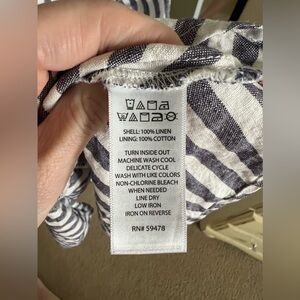 SHELL: 100% LINEN
LINING: 100% COTTON
TURN INSIDE OUT
MACHINE WASH COOL
DELICATE CYCLE
WASH WITH LIKE COLORS
NON-CHLORINE BLEACH
WHEN NEEDED
LINE DRY
LOW IRON
IRON ON REVERSE
RN# 59478